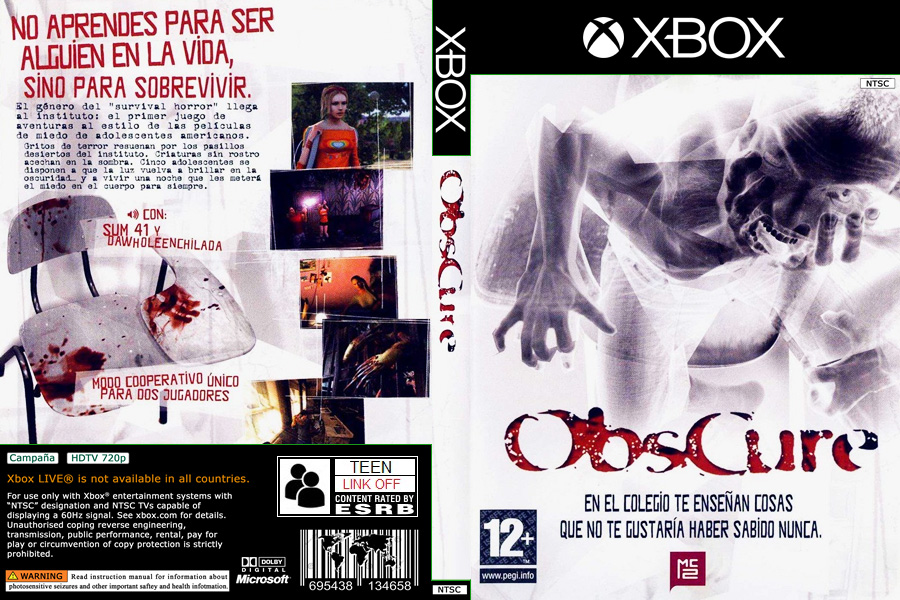 NO APRENDES PARA SER
ALGUIEN EN LA VIDA,
SINO PARA SOBREVIVIR.
El género del "survival horror" llega
al instituto: el primer juego de
aventuras al estilo de las películas
de miedo de adolescentes americanos.
Gritos de terror resuenan por los pasillos
desiertos del instituto. Criaturas sin rostro
acechan en la sombra. Cinco adolescentes se
disponen a que la luz vuelva a brillar en la
oscuridad… y a vivir una noche que les meterá
el miedo en el cuerpo para siempre.
CON:
SUM 41 Y
DAWHOLEENCHILADA
MODO COOPERATIVO ÚNICO
PARA DOS JUGADORES
Campaña HDTV 720p
Xbox LIVE® is not available in all countries.
For use only with Xbox® entertainment systems with
"NTSC" designation and NTSC TVs capable of
displaying a 60Hz signal. See xbox.com for details.
Unauthorised coping reverse engineering,
transmission, public performance, rental, pay for
play or circumvention of copy protection is strictly
prohibited.
WARNING Read instruction manual for information about
photosensitive seizures and other important saftey and health infotmation.
DOLBY
DIGITAL
Microsoft
TEEN
LINK OFF
CONTENT RATED BY
ESRB
695438 134658
XBOX
ObsCure
NTSC
XBOX
NTSC
ObsCure
EN EL COLEGIO TE ENSEÑAN COSAS
QUE NO TE GUSTARÍA HABER SABIDO NUNCA.
12+
www.pegi.info
MC2